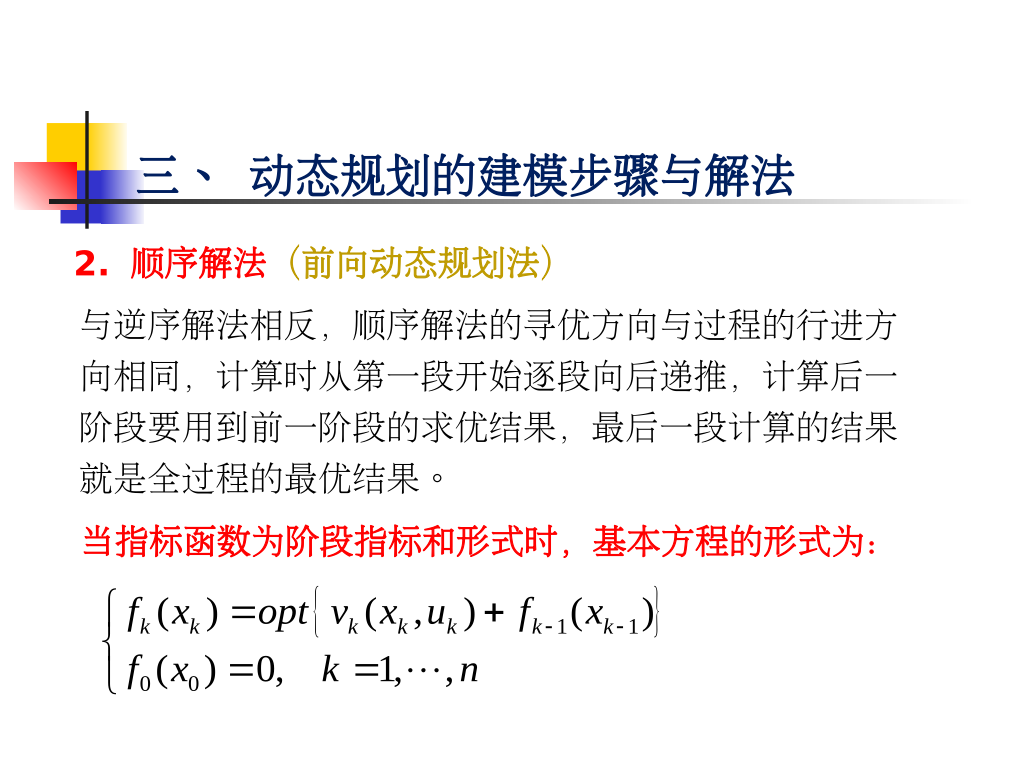 三、 动态规划的建模步骤与解法
2. 顺序解法（前向动态规划法）
与逆序解法相反，顺序解法的寻优方向与过程的行进方
向相同，计算时从第一段开始逐段向后递推，计算后一
阶段要用到前一阶段的求优结果，最后一段计算的结果
就是全过程的最优结果。
当指标函数为阶段指标和形式时，基本方程的形式为：
f_k(x_k) = opt{v_k(x_k, u_k) + f_{k-1}(x_{k-1})}
f_0(x_0) = 0, k = 1, ⋯, n